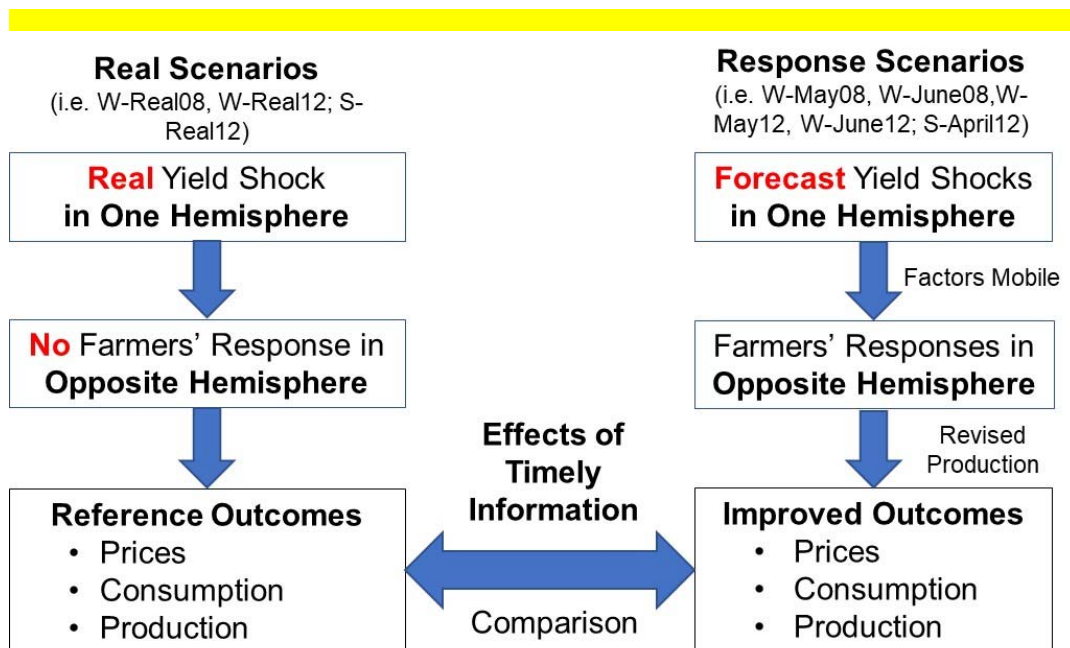 Real Scenarios
(i.e. W-Real08, W-Real12; S-
Real12)
Real Yield Shock
in One Hemisphere
No Farmers’ Response in
Opposite Hemisphere
Reference Outcomes
• Prices
• Consumption
• Production
Effects of
Timely
Information
Comparison
Response Scenarios
(i.e. W-May08, W-June08,W-
May12, W-June12; S-April12)
Forecast Yield Shocks
in One Hemisphere
Factors Mobile
Farmers’ Responses in
Opposite Hemisphere
Revised
Production
Improved Outcomes
• Prices
• Consumption
• Production